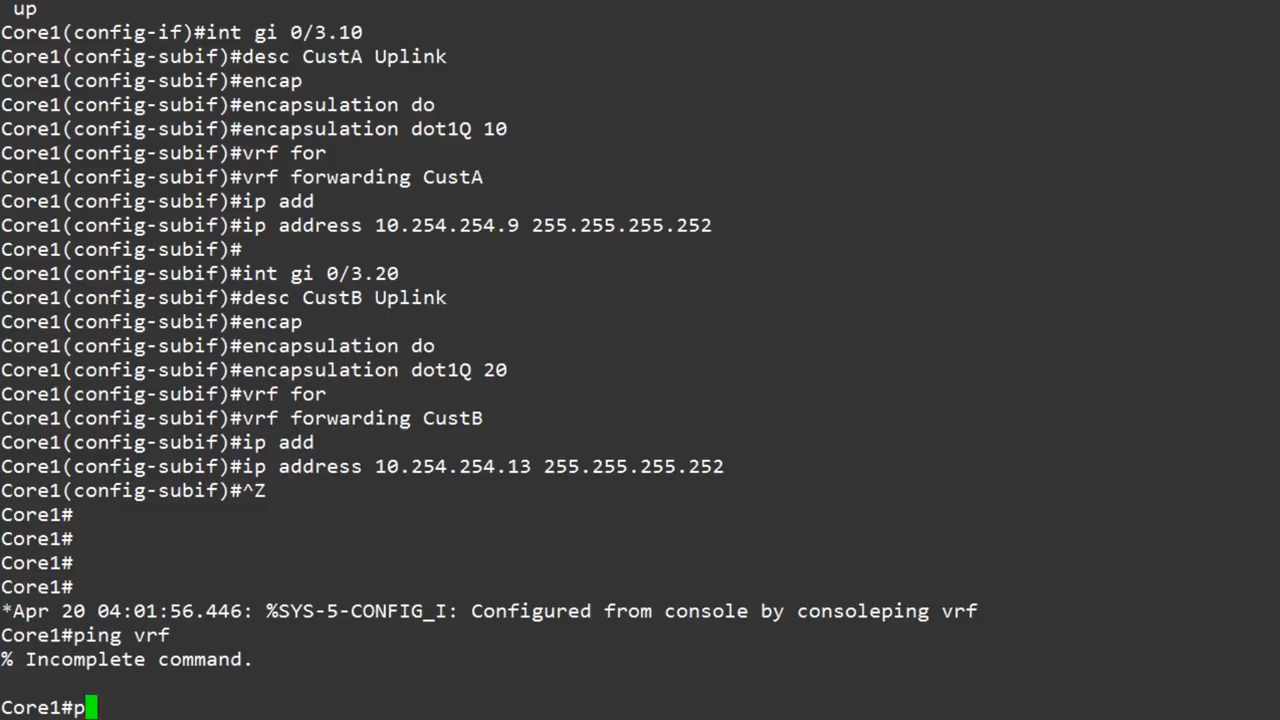 up
Core1(config-if)#int gi 0/3.10
Core1(config-subif)#desc CustA Uplink
Core1(config-subif)#encap
Core1(config-subif)#encapsulation do
Core1(config-subif)#encapsulation dot1Q 10
Core1(config-subif)#vrf for
Core1(config-subif)#vrf forwarding CustA
Core1(config-subif)#ip add
Core1(config-subif)#ip address 10.254.254.9 255.255.255.252
Core1(config-subif)#
Core1(config-subif)#int gi 0/3.20
Core1(config-subif)#desc CustB Uplink
Core1(config-subif)#encap
Core1(config-subif)#encapsulation do
Core1(config-subif)#encapsulation dot1Q 20
Core1(config-subif)#vrf for
Core1(config-subif)#vrf forwarding CustB
Core1(config-subif)#ip add
Core1(config-subif)#ip address 10.254.254.13 255.255.255.252
Core1(config-subif)#^Z
Core1#
Core1#
Core1#
Core1#
*Apr 20 04:01:56.446: %SYS-5-CONFIG_I: Configured from console by consoleping vrf
Core1#ping vrf
% Incomplete command.
Core1#p